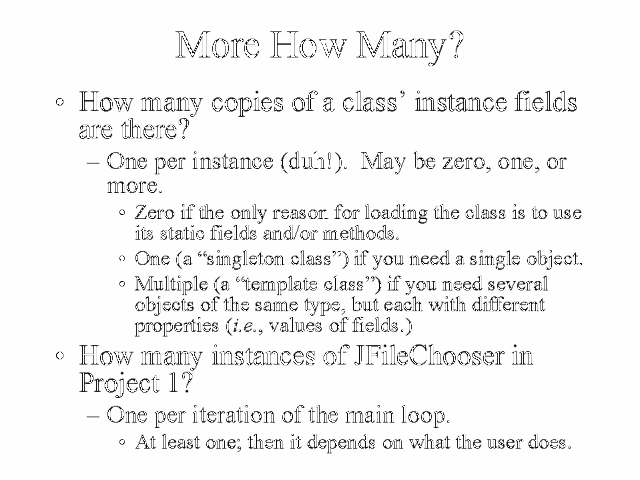 More How Many?
◦ How many copies of a class’ instance fields
are there?
– One per instance (duh!).  May be zero, one, or
more.
◦ Zero if the only reason for loading the class is to use
its static fields and/or methods.
◦ One (a “singleton class”) if you need a single object.
◦ Multiple (a “template class”) if you need several
objects of the same type, but each with different
properties (i.e., values of fields.)
◦ How many instances of JFileChooser in
Project 1?
– One per iteration of the main loop.
◦ At least one; then it depends on what the user does.